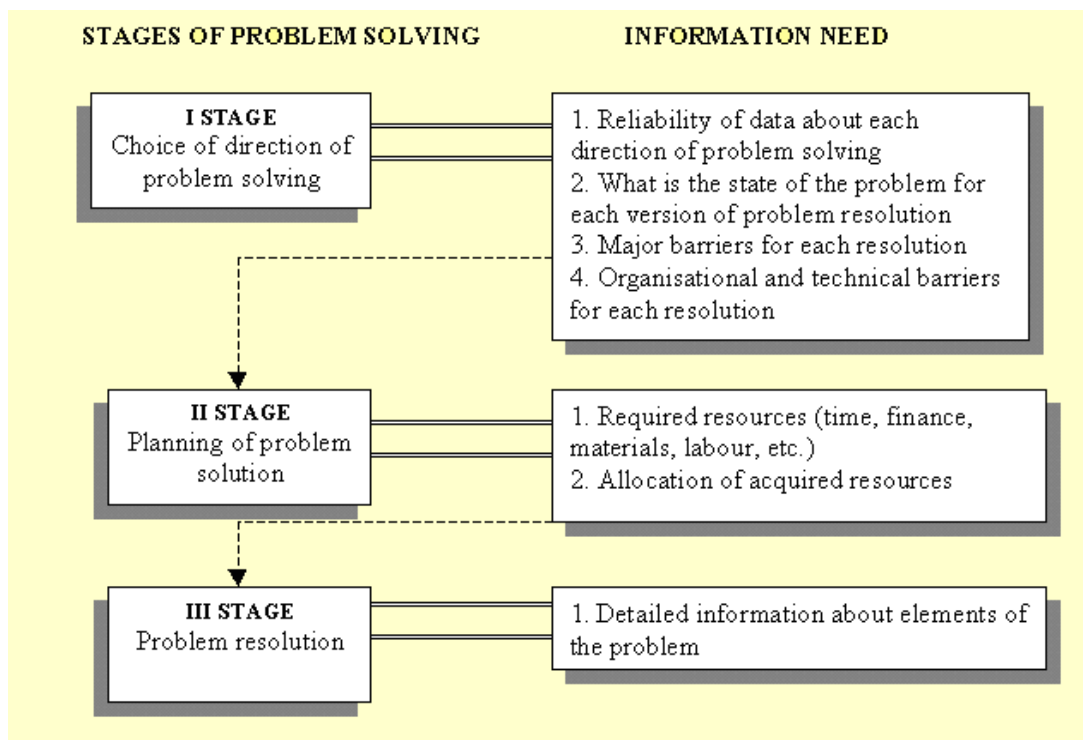 STAGES OF PROBLEM SOLVING
INFORMATION NEED
I STAGE
Choice of direction of
problem solving
1. Reliability of data about each
direction of problem solving
2. What is the state of the problem for
each version of problem resolution
3. Major barriers for each resolution
4. Organisational and technical barriers
for each resolution
II STAGE
Planning of problem
solution
1. Required resources (time, finance,
materials, labour, etc.)
2. Allocation of acquired resources
III STAGE
Problem resolution
1. Detailed information about elements of
the problem